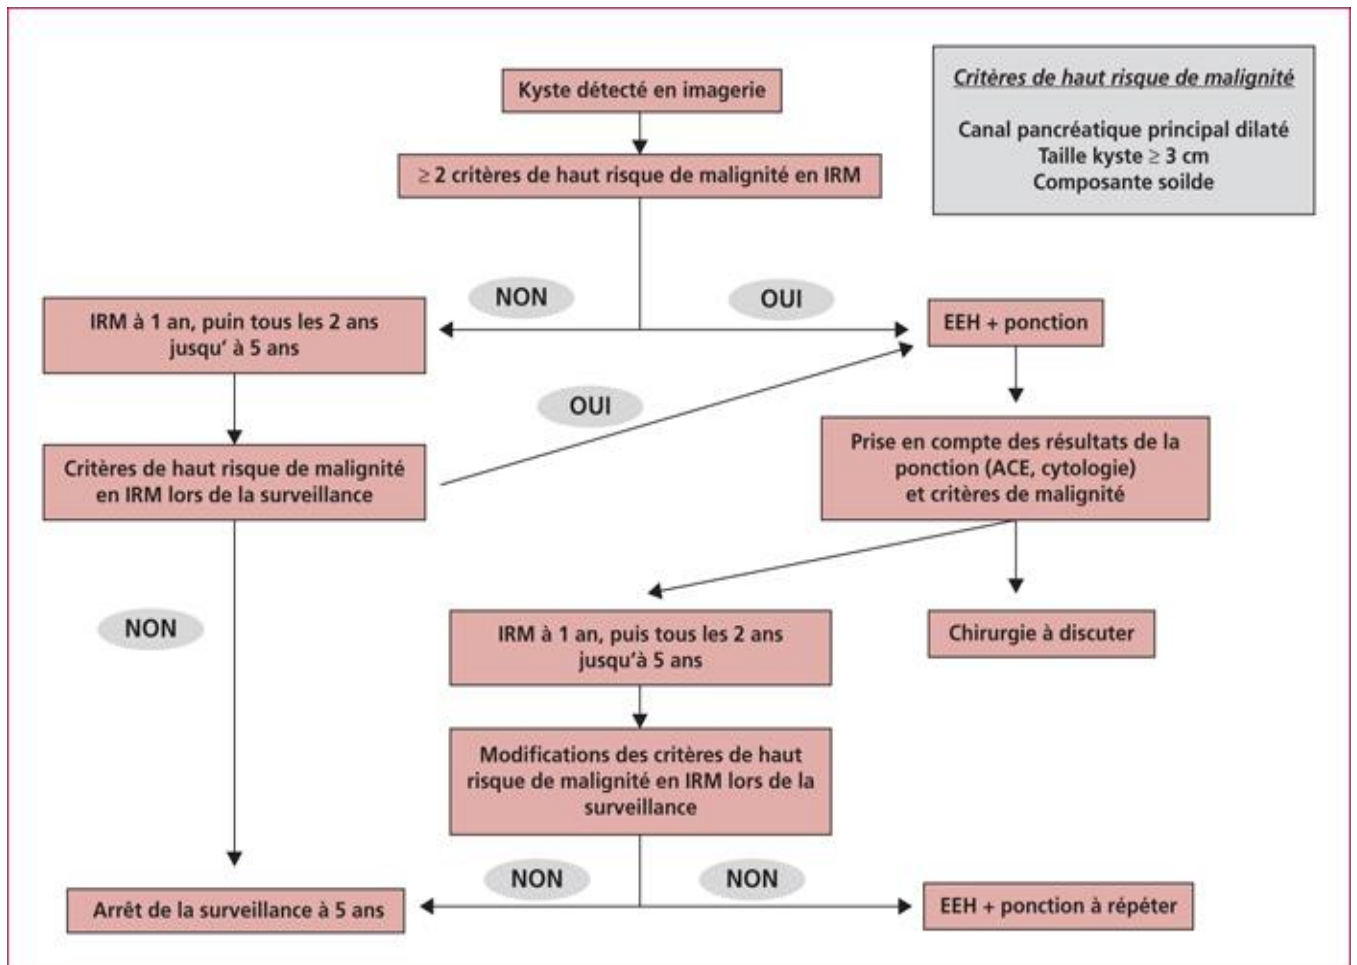 Kyste détecté en imagerie
≥ 2 critères de haut risque de malignité en IRM
Critères de haut risque de malignité
Canal pancréatique principal dilaté
Taille kyste ≥ 3 cm
Composante soilde
NON
OUI
IRM à 1 an, puin tous les 2 ans
jusqu' à 5 ans
EEH + ponction
OUI
Critères de haut risque de malignité
en IRM lors de la surveillance
Prise en compte des résultats de la
ponction (ACE, cytologie)
et critères de malignité
NON
IRM à 1 an, puis tous les 2 ans
jusqu'à 5 ans
Chirurgie à discuter
Modifications des critères de haut
risque de malignité en IRM lors de la
surveillance
NON
NON
Arrêt de la surveillance à 5 ans
EEH + ponction à répéter